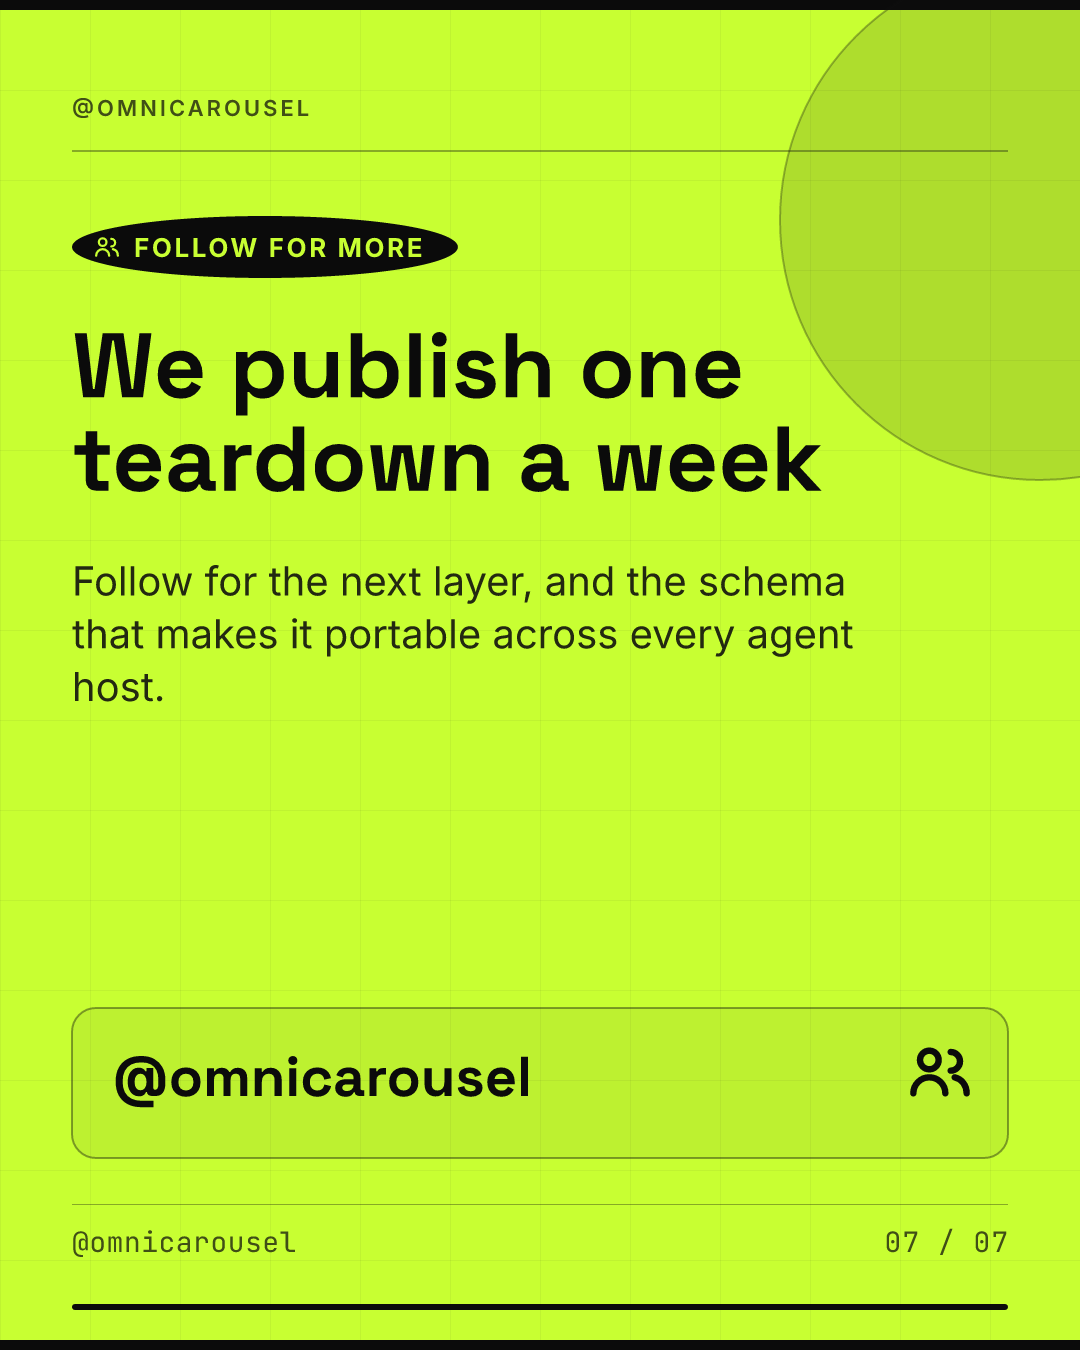 @OMNICAROUSEL
FOLLOW FOR MORE
We publish one
teardown a week
Follow for the next layer, and the schema
that makes it portable across every agent
host.
@omnicarousel
@omnicarousel
07 / 07